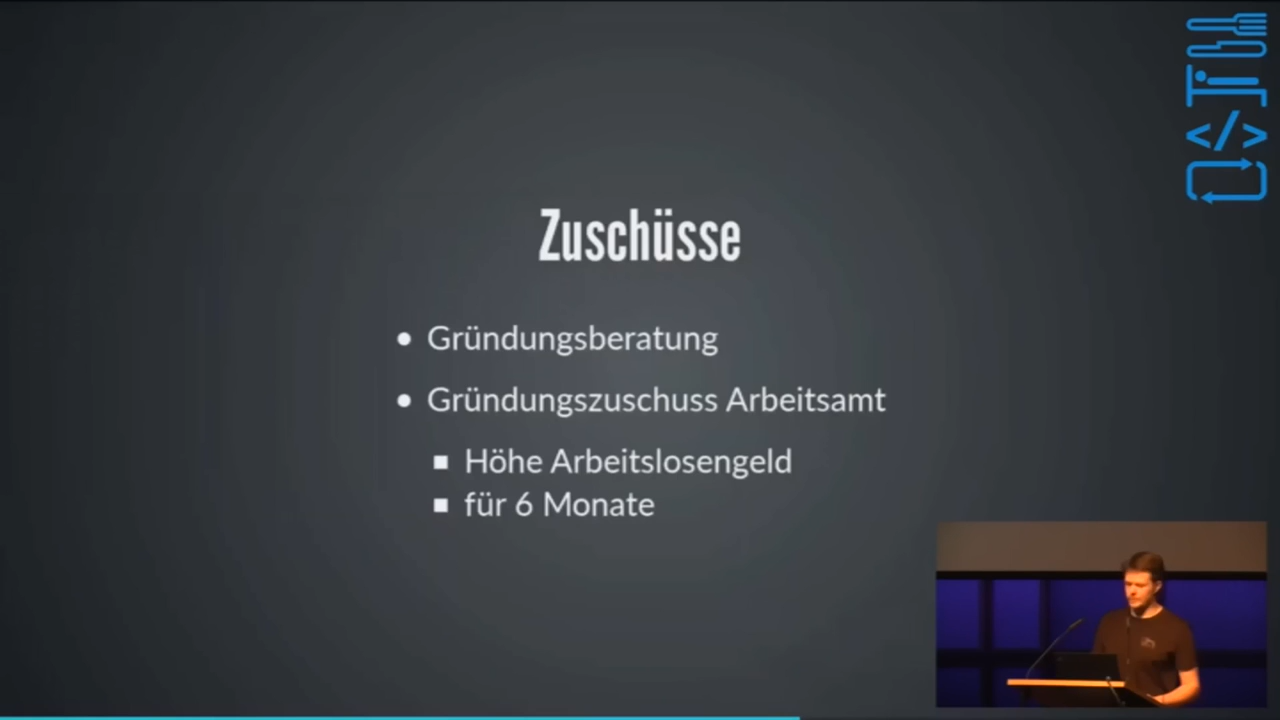 Zuschüsse
Gründungsberatung
Gründungszuschuss Arbeitsamt
Höhe Arbeitslosengeld
für 6 Monate